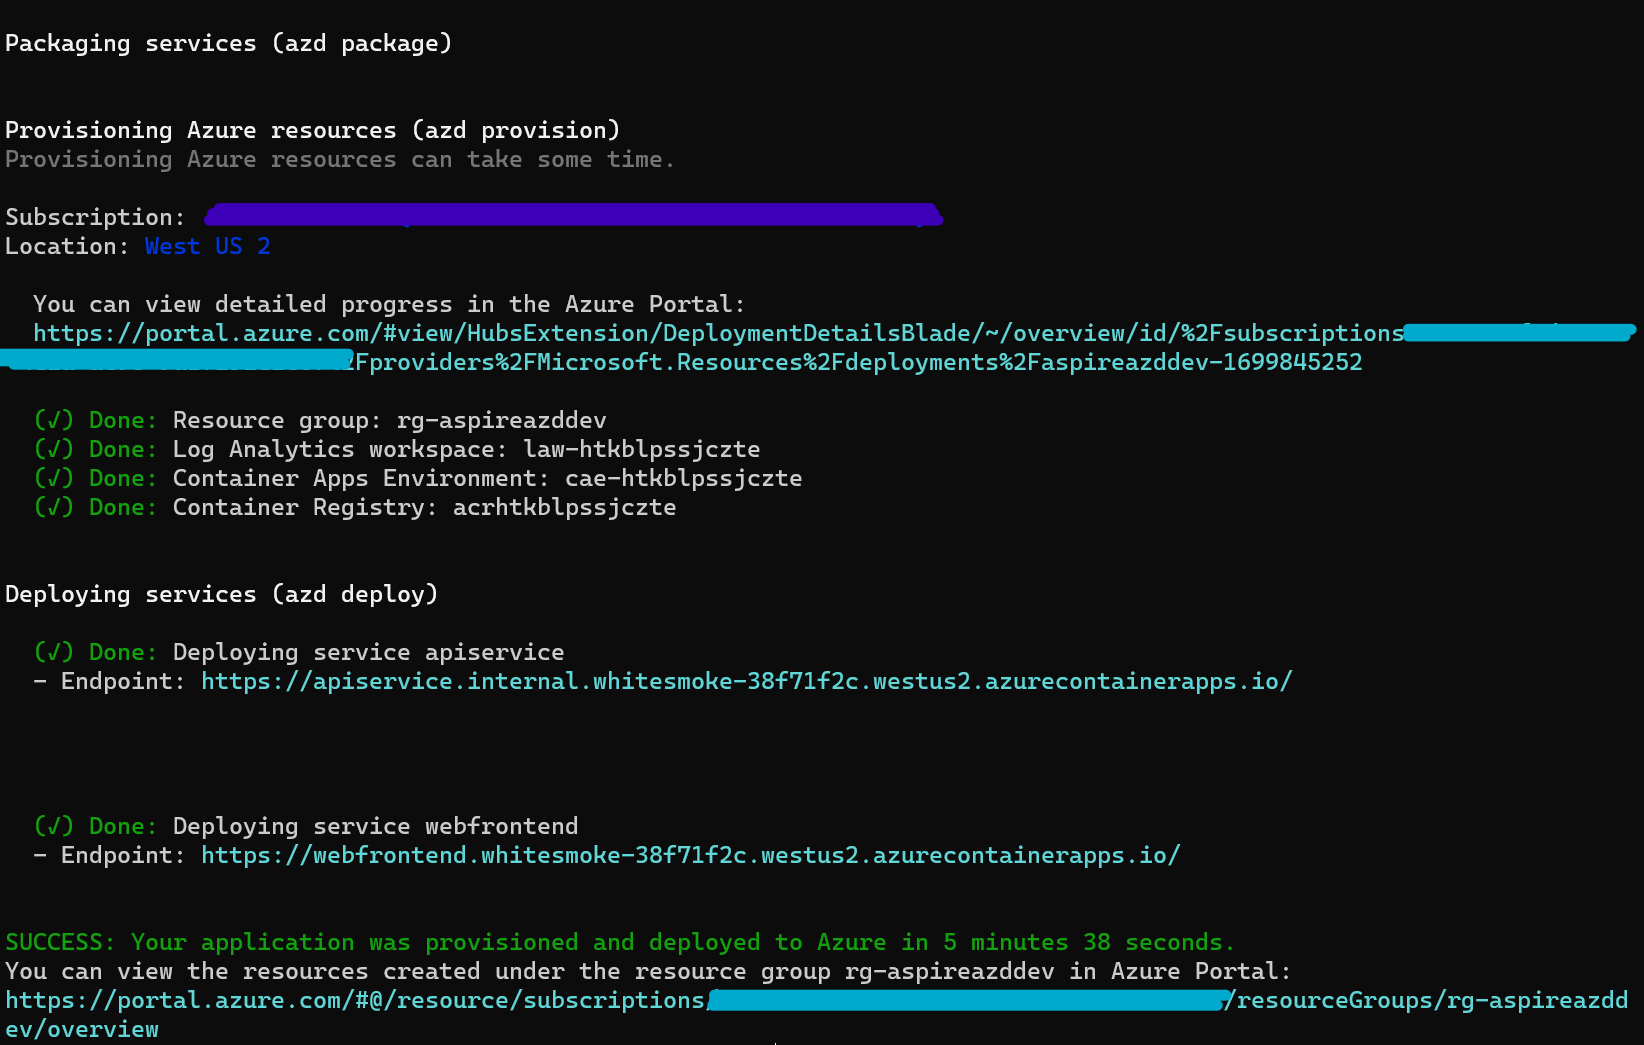 Packaging services (azd package)
Provisioning Azure resources (azd provision)
Provisioning Azure resources can take some time.
Subscription:
Location: West US 2
You can view detailed progress in the Azure Portal:
https://portal.azure.com/#view/HubsExtension/DeploymentDetailsBlade/~/overview/id/%2Fsubscriptions
2Fproviders%2FMicrosoft.Resources%2Fdeployments%2Faspireazddev-1699845252
(√) Done: Resource group: rg-aspireazddev
(√) Done: Log Analytics workspace: law-htkblpssjczte
(√) Done: Container Apps Environment: cae-htkblpssjczte
(√) Done: Container Registry: acrhtkblpssjczte
Deploying services (azd deploy)
(√) Done: Deploying service apiservice
- Endpoint: https://apiservice.internal.whitesmoke-38f71f2c.westus2.azurecontainerapps.io/
(√) Done: Deploying service webfrontend
- Endpoint: https://webfrontend.whitesmoke-38f71f2c.westus2.azurecontainerapps.io/
SUCCESS: Your application was provisioned and deployed to Azure in 5 minutes 38 seconds.
You can view the resources created under the resource group rg-aspireazddev in Azure Portal:
https://portal.azure.com/#@/resource/subscriptions/ /resourceGroups/rg-aspireazdd
ev/overview